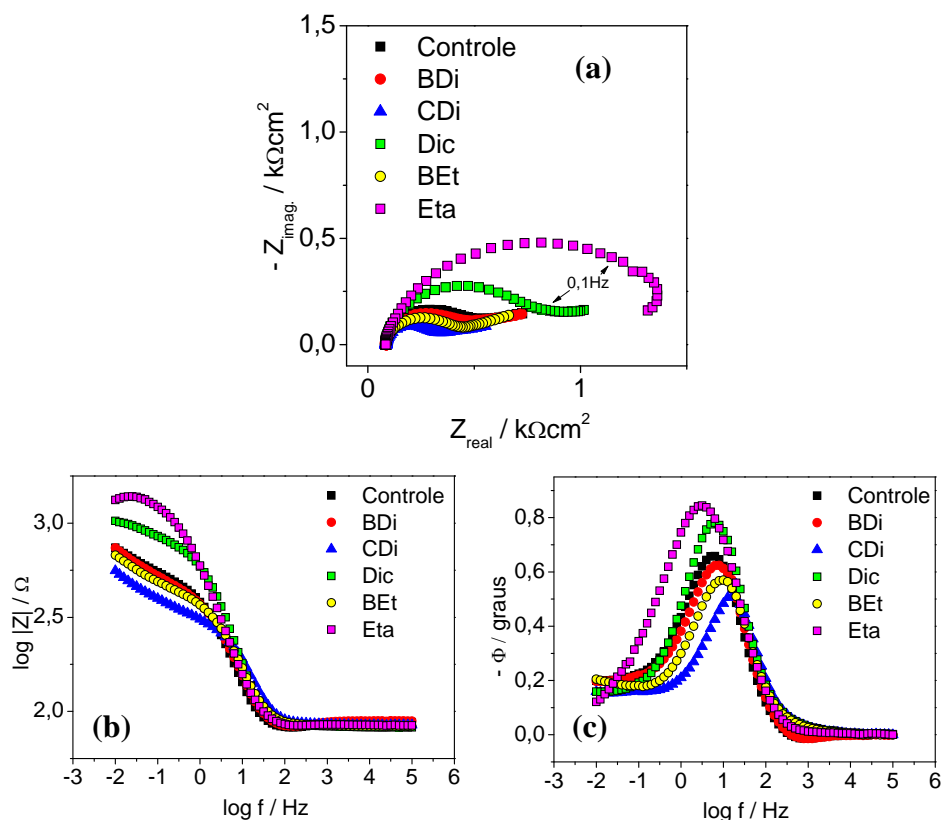 1,5
1,0
0,5
0,0
- Z imag. / kΩcm²
Controle
BDi
CDi
Dic
BEt
Eta
(a)
0,1Hz
0
1
Z real / kΩcm²
3,0
2,5
2,0
log |Z| / Ω
Controle
BDi
CDi
Dic
BEt
Eta
(b)
-3 -2 -1 0 1 2 3 4 5 6
log f / Hz
0,8
0,6
0,4
0,2
0,0
- Φ / graus
Controle
BDi
CDi
Dic
BEt
Eta
(c)
-3 -2 -1 0 1 2 3 4 5 6
log f / Hz